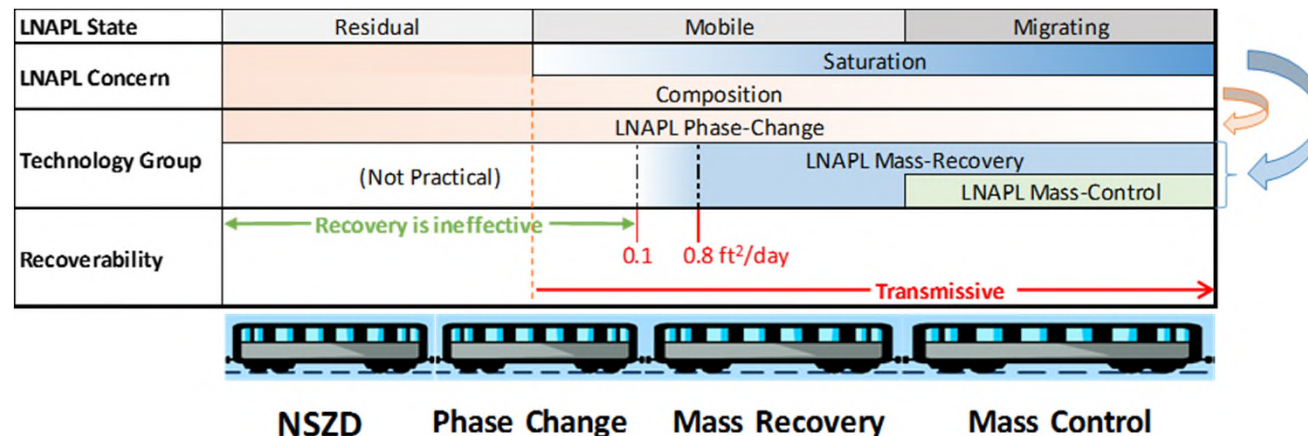 LNAPL State Residual Mobile Migrating
LNAPL Concern Saturation
Composition
Technology Group LNAPL Phase-Change
(Not Practical) LNAPL Mass-Recovery
LNAPL Mass-Control
Recoverability Recovery is ineffective
0.1 0.8 ft²/day
Transmissive
NSZD Phase Change Mass Recovery Mass Control